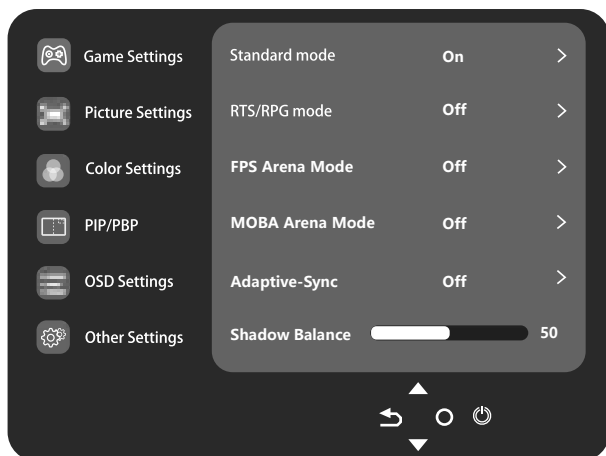 Game Settings
Standard mode On
Picture Settings
RTS/RPG mode Off
Color Settings
FPS Arena Mode Off
PIP/PBP
MOBA Arena Mode Off
OSD Settings
Adaptive-Sync Off
Other Settings
Shadow Balance 50